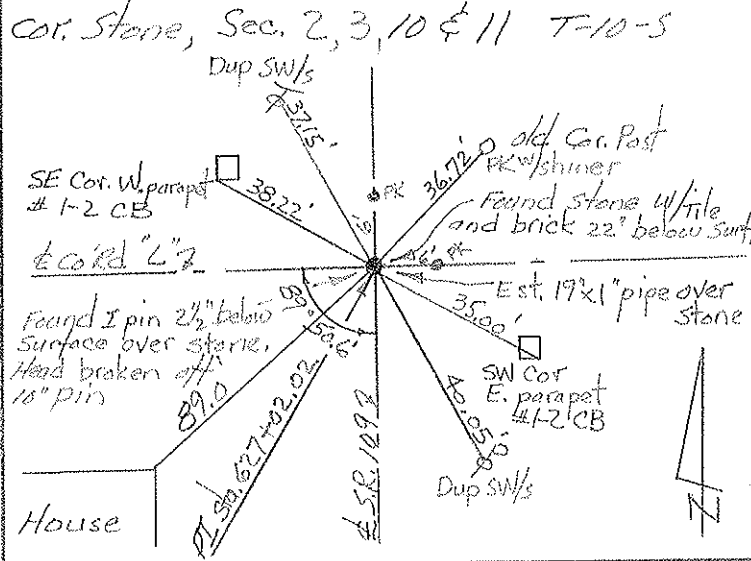 Cor. Stone, Sec. 2, 3, 10 & 11 T-10-S
Dup SW/s
37.15'
old Cor. Post
PK w/shiner
36.72'
SE Cor. W. parapet
# 1-2 CB
38.22'
PK
6'
Found Stone w/Tile
and brick 22" below Surf.
℄ Co Rd "L"
6' PK
Est. 19"x1" pipe over
Stone
89° 50.6'
35.00'
Found I pin 2½" below
Surface over stone.
Head broken off
10" pin
89.0
SW Cor
E. parapet
#1-2 CB
40.05'
Dup SW/s
PI Sta. 627+02.02
℄ SR. 109
House
N